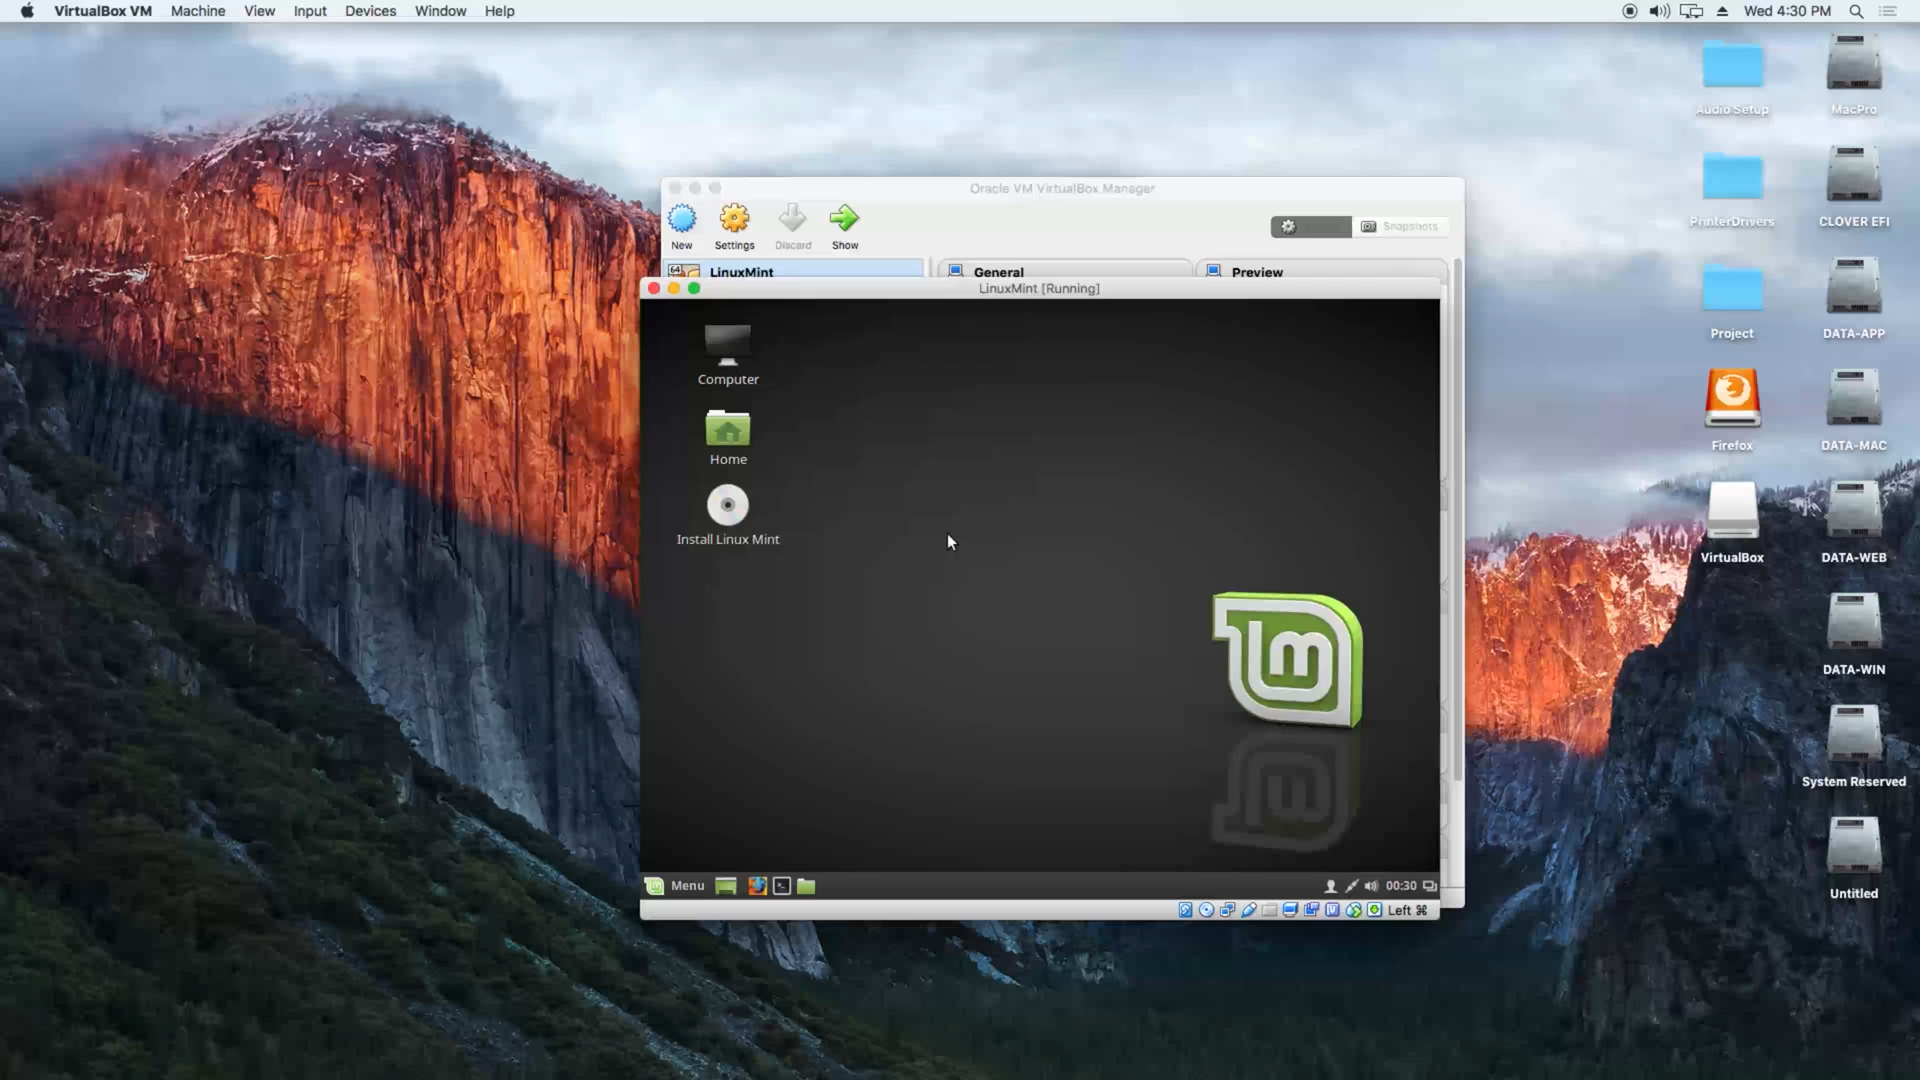 VirtualBox VM Machine View Input Devices Window Help
Wed 4:30 PM
Audio Setup
MacPro
PrinterDrivers
CLOVER EFI
Project
DATA-APP
Firefox
DATA-MAC
VirtualBox
DATA-WEB
DATA-WIN
System Reserved
Untitled
Oracle VM VirtualBox Manager
New Settings Discard Show
Snapshots
64 LinuxMint
General
Preview
LinuxMint [Running]
Computer
Home
Install Linux Mint
lm
Menu
00:30
Left ⌘